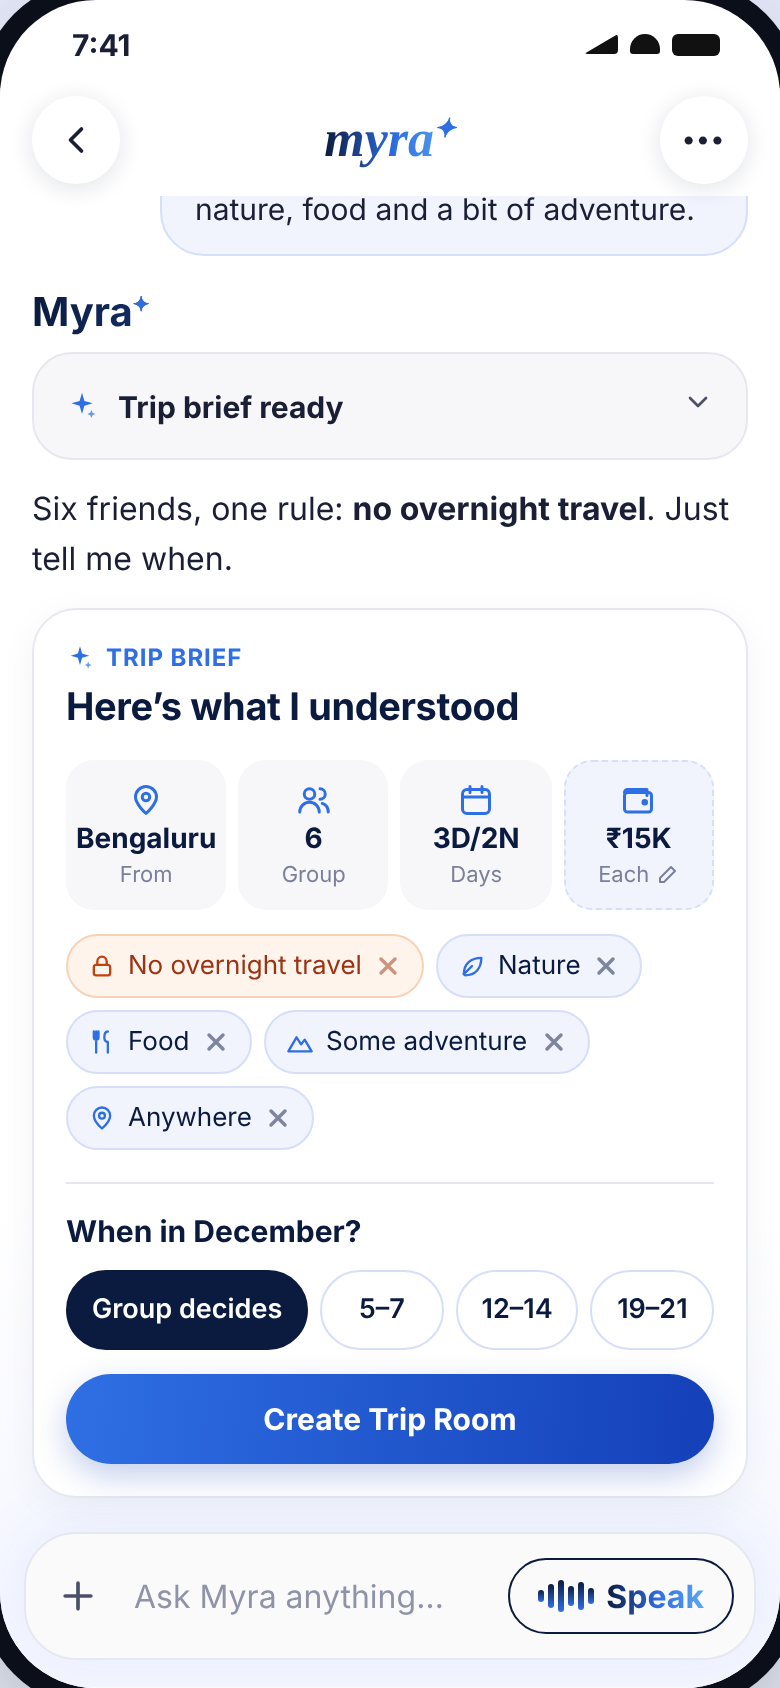 7:41
myra
nature, food and a bit of adventure.
Myra
Trip brief ready
Six friends, one rule: no overnight travel. Just
tell me when.
TRIP BRIEF
Here’s what I understood
Bengaluru
From
6
Group
3D/2N
Days
₹15K
Each
No overnight travel
Nature
Food
Some adventure
Anywhere
When in December?
Group decides
5–7
12–14
19–21
Create Trip Room
Ask Myra anything...
Speak